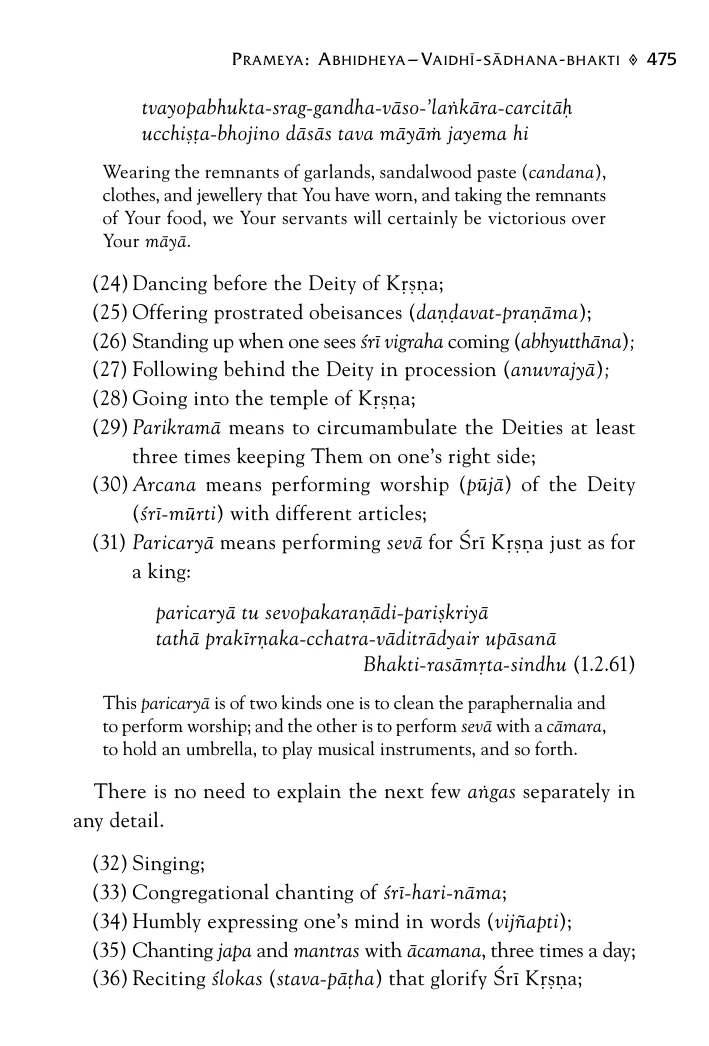 PRAMEYA: ABHIDHEYA–VAIDHĪ-SĀDHANA-BHAKTI ◈ 475
tvayopabhukta-srag-gandha-vāso-'laṅkāra-carcitāḥ
ucchiṣṭa-bhojino dāsās tava māyāṁ jayema hi
Wearing the remnants of garlands, sandalwood paste (candana),
clothes, and jewellery that You have worn, and taking the remnants
of Your food, we Your servants will certainly be victorious over
Your māyā.
(24) Dancing before the Deity of Kṛṣṇa;
(25) Offering prostrated obeisances (daṇḍavat-praṇāma);
(26) Standing up when one sees śrī vigraha coming (abhyutthāna);
(27) Following behind the Deity in procession (anuvrajyā);
(28) Going into the temple of Kṛṣṇa;
(29) Parikramā means to circumambulate the Deities at least
three times keeping Them on one's right side;
(30) Arcana means performing worship (pūjā) of the Deity
(śrī-mūrti) with different articles;
(31) Paricaryā means performing sevā for Śrī Kṛṣṇa just as for
a king:
paricaryā tu sevopakaraṇādi-pariṣkriyā
tathā prakīrṇaka-cchatra-vāditrādyair upāsanā
Bhakti-rasāmṛta-sindhu (1.2.61)
This paricaryā is of two kinds one is to clean the paraphernalia and
to perform worship; and the other is to perform sevā with a cāmara,
to hold an umbrella, to play musical instruments, and so forth.
There is no need to explain the next few aṅgas separately in
any detail.
(32) Singing;
(33) Congregational chanting of śrī-hari-nāma;
(34) Humbly expressing one's mind in words (vijñapti);
(35) Chanting japa and mantras with ācamana, three times a day;
(36) Reciting ślokas (stava-pāṭha) that glorify Śrī Kṛṣṇa;